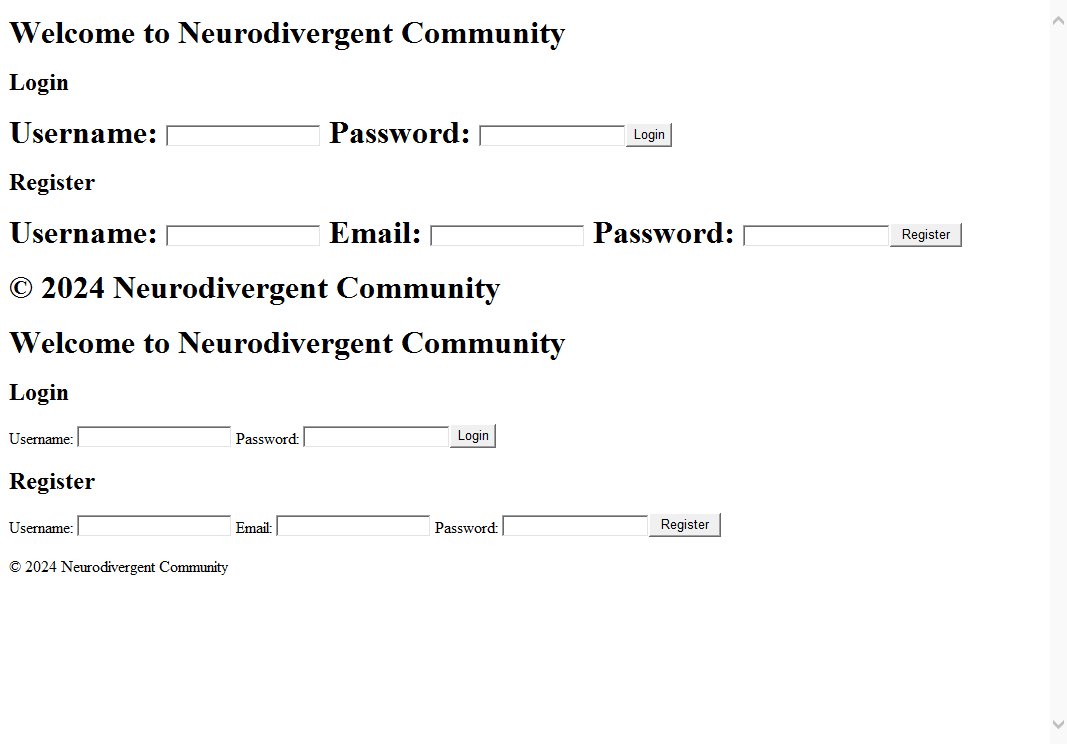 Welcome to Neurodivergent Community
Login
Username: Password: Login
Register
Username: Email: Password: Register
© 2024 Neurodivergent Community
Welcome to Neurodivergent Community
Login
Username: Password: Login
Register
Username: Email: Password: Register
© 2024 Neurodivergent Community